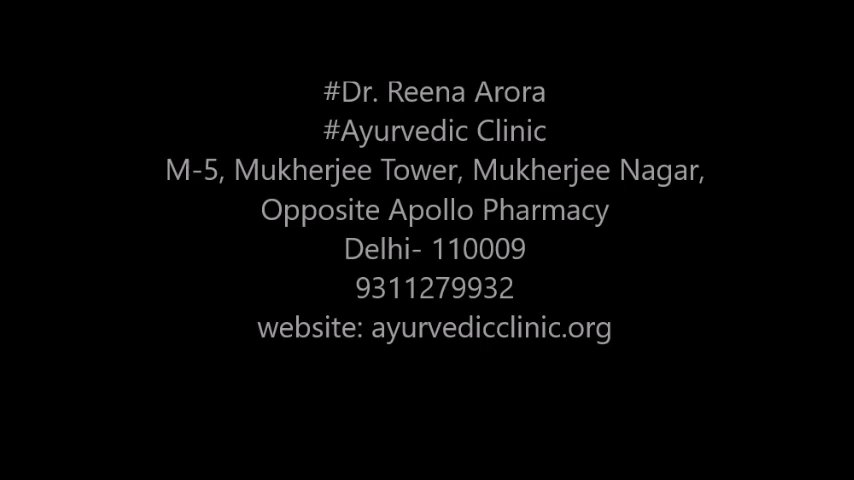 #Dr. Reena Arora
#Ayurvedic Clinic
M-5, Mukherjee Tower, Mukherjee Nagar,
Opposite Apollo Pharmacy
Delhi- 110009
9311279932
website: ayurvedicclinic.org